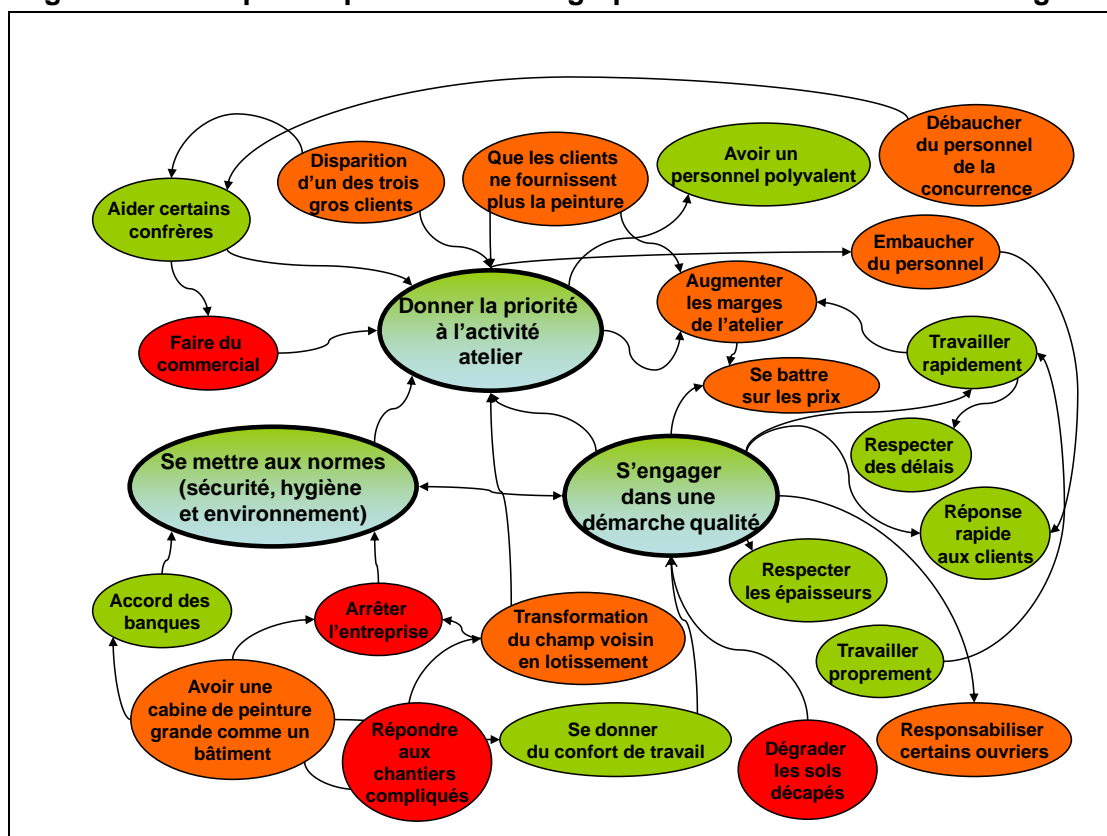 Débaucher
du personnel
de la
concurrence
Avoir un
personnel polyvalent
Que les clients
ne fournissent
plus la peinture
Disparition
d'un des trois
gros clients
Aider certains
confrères
Embaucher
du personnel
Augmenter
les marges
de l'atelier
Donner la priorité
à l'activité
atelier
Faire du
commercial
Travailler
rapidement
Se battre
sur les prix
Respecter
des délais
Se mettre aux normes
(sécurité, hygiène
et environnement)
S'engager
dans une
démarche qualité
Réponse
rapide
aux clients
Respecter
les épaisseurs
Accord des
banques
Arrêter
l'entreprise
Transformation
du champ voisin
en lotissement
Travailler
proprement
Avoir une
cabine de peinture
grande comme un
bâtiment
Répondre
aux
chantiers
compliqués
Se donner
du confort de travail
Dégrader
les sols
décapés
Responsabiliser
certains ouvriers